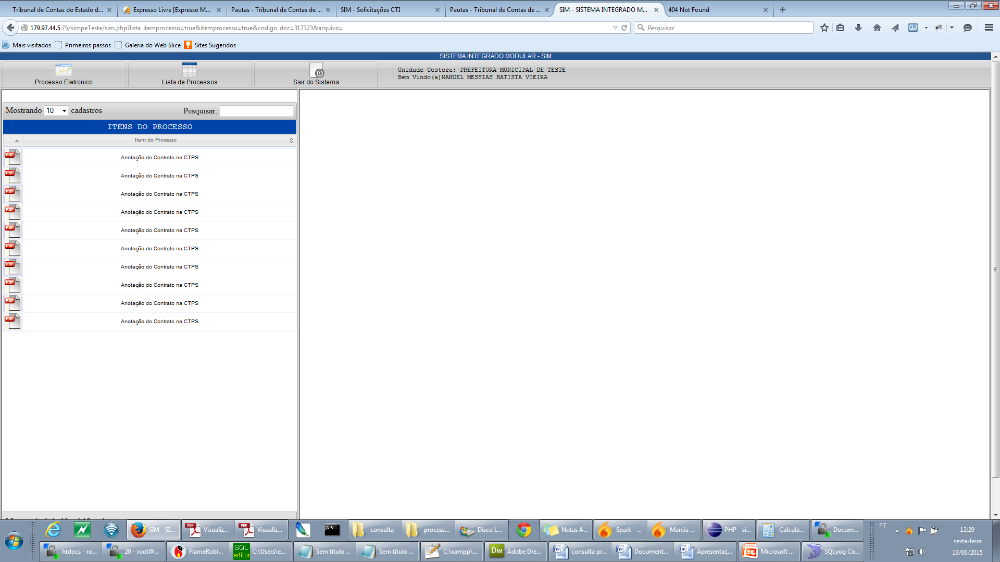 Tribunal de Contas do Estado d...
Expresso Livre [Expresso M...
Pautas - Tribunal de Contas de ...
SIM - Solicitações CTI
Pautas - Tribunal de Contas de ...
SIM - SISTEMA INTEGRADO M...
404 Not Found
179.97.44.5:75/simpeTeste/sim.php?lista_itemprocesso=true&itemprocesso=true&codigo_doc=317323&arquivo=
Pesquisar
Mais visitados
Primeiros passos
Galeria do Web Slice
Sites Sugeridos
SISTEMA INTEGRADO MODULAR - SIM
Processo Eletronico
Lista de Processos
Sair do Sistema
Unidade Gestora: PREFEITURA MUNICIPAL DE TESTE
Bem Vindo(a)MANOEL MESSIAS BATISTA VIEIRA
Mostrando 10 cadastros
Pesquisar:
ITENS DO PROCESSO
Item do Processo
PDF Anotação do Contrato na CTPS
PDF Anotação do Contrato na CTPS
PDF Anotação do Contrato na CTPS
PDF Anotação do Contrato na CTPS
PDF Anotação do Contrato na CTPS
PDF Anotação do Contrato na CTPS
PDF Anotação do Contrato na CTPS
PDF Anotação do Contrato na CTPS
PDF Anotação do Contrato na CTPS
PDF Anotação do Contrato na CTPS
SIM - SI...
Visualiz...
Visualiz...
consulta
process...
Disco L...
Notas A...
Spark - ...
Marcia ...
PHP - si...
Calcula...
Docum...
PT
12:29
sexta-feira
19/06/2015
htdocs - ro...
20 - root@...
FlameRobi...
SQL editor
C:\Users\e...
Sem título ...
Sem título ...
C:\xampp\...
Dw
Adobe Dre...
consulta pr...
Document...
Apresentaç...
Microsoft ...
SQLyog Co...